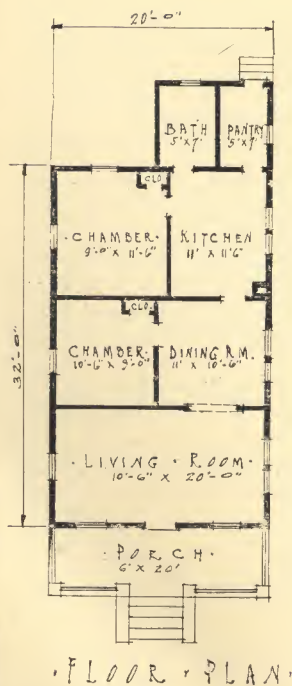 20'-0"
BATH
5'X7'
PANTRY
5'X7'
CLO.
·CHAMBER·
9'-0" X 11'-6"
KITCHEN
11' X 11'6"
32'-0"
CLO.
CHAMBER·
10'-6" X 9'-0"
DINING RM.
11' X 10'-6"
·LIVING·ROOM·
10'-6" X 20'-0"
·PORCH·
6' X 20'
·FLOOR·PLAN·